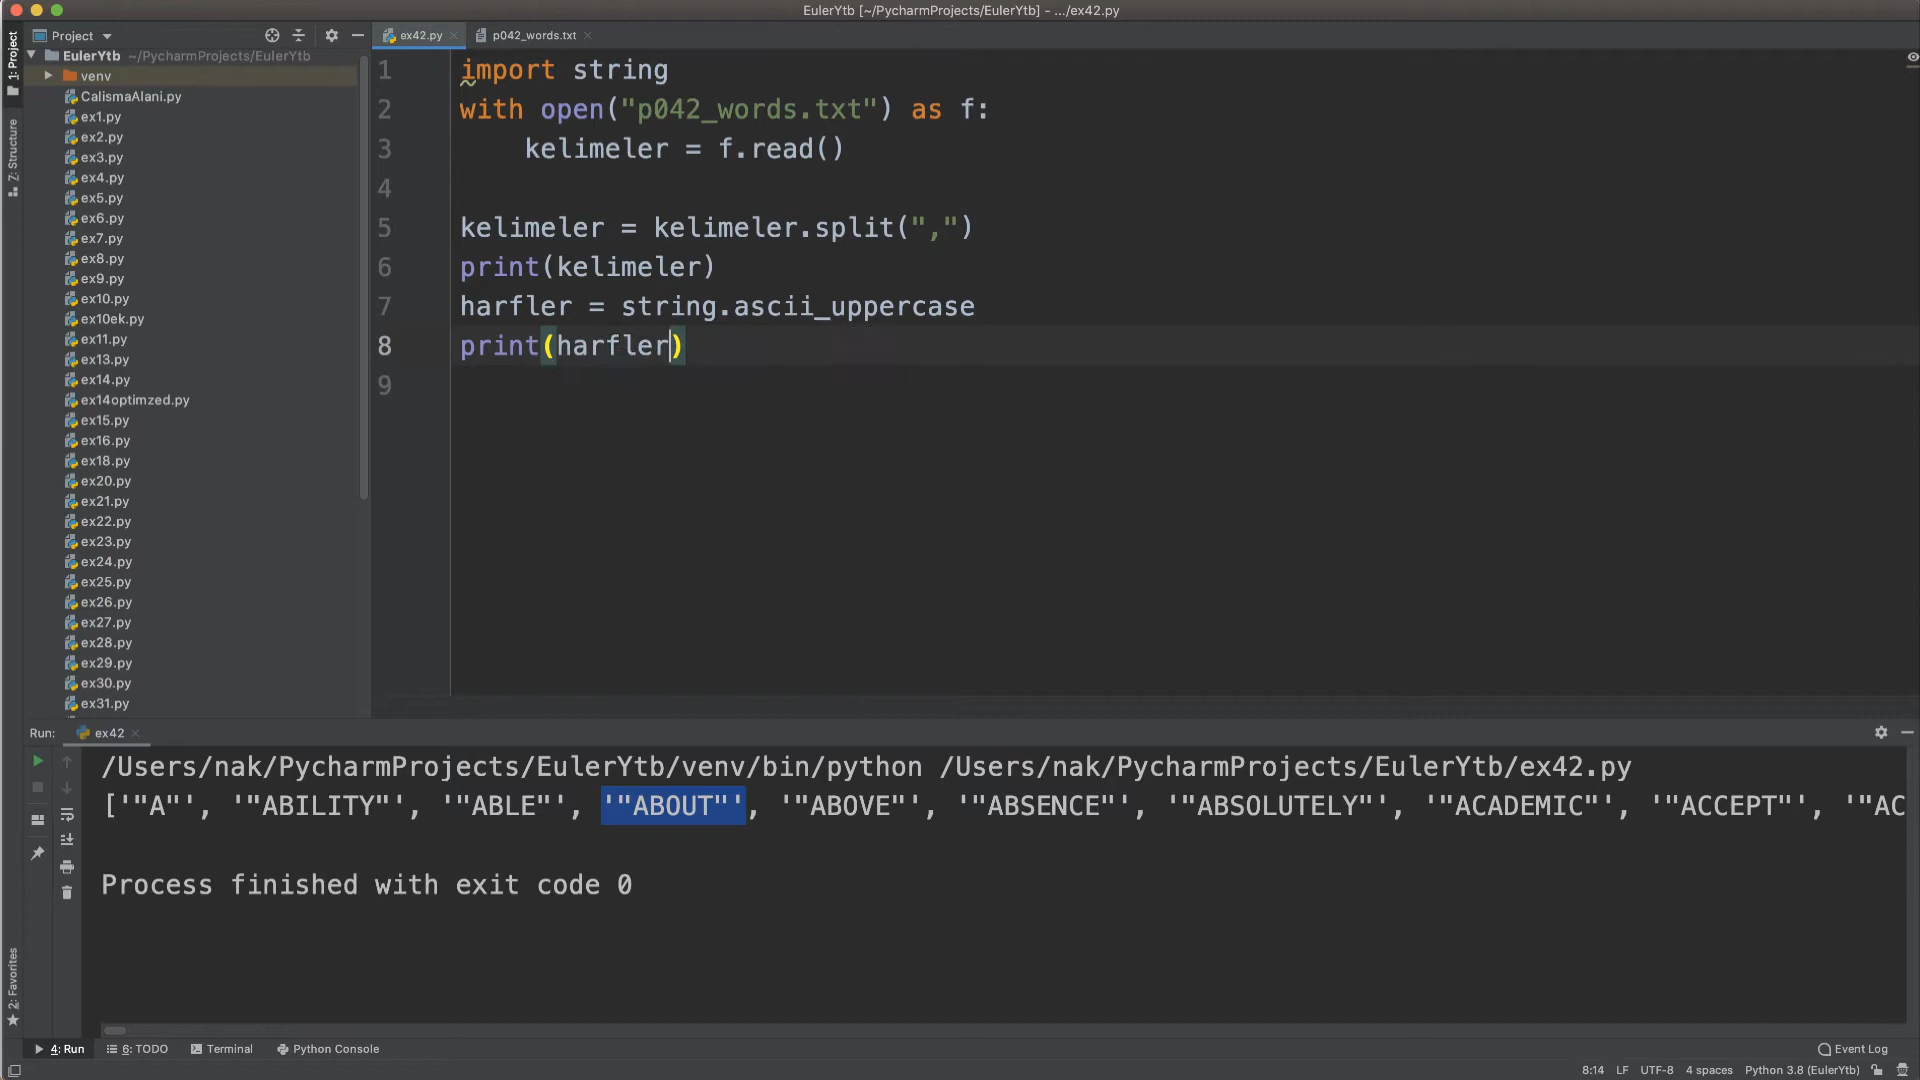 EulerYtb [~/PycharmProjects/EulerYtb] - .../ex42.py
Project
ex42.py
p042_words.txt
1: Project
Z: Structure
2: Favorites
EulerYtb ~/PycharmProjects/EulerYtb
venv
CalismaAlani.py
ex1.py
ex2.py
ex3.py
ex4.py
ex5.py
ex6.py
ex7.py
ex8.py
ex9.py
ex10.py
ex10ek.py
ex11.py
ex13.py
ex14.py
ex14optimzed.py
ex15.py
ex16.py
ex18.py
ex20.py
ex21.py
ex22.py
ex23.py
ex24.py
ex25.py
ex26.py
ex27.py
ex28.py
ex29.py
ex30.py
ex31.py
1 import string
2 with open("p042_words.txt") as f:
3 kelimeler = f.read()
4
5 kelimeler = kelimeler.split(",")
6 print(kelimeler)
7 harfler = string.ascii_uppercase
8 print(harfler)
9
Run: ex42
/Users/nak/PycharmProjects/EulerYtb/venv/bin/python /Users/nak/PycharmProjects/EulerYtb/ex42.py
['"A"', '"ABILITY"', '"ABLE"', '"ABOUT"', '"ABOVE"', '"ABSENCE"', '"ABSOLUTELY"', '"ACADEMIC"', '"ACCEPT"', '"AC
Process finished with exit code 0
4: Run 6: TODO Terminal Python Console Event Log
8:14 LF UTF-8 4 spaces Python 3.8 (EulerYtb)